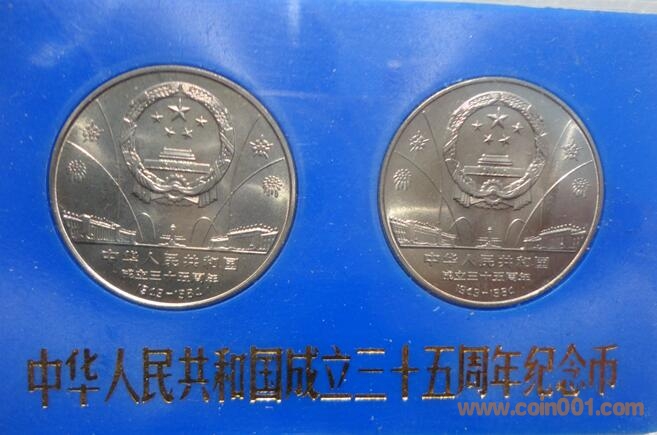 中华人民共和国
成立三十五周年
1949-1984
中华人民共和国
成立三十五周年
1949-1984
中华人民共和国成立三十五周年纪念币
www.coin001.com